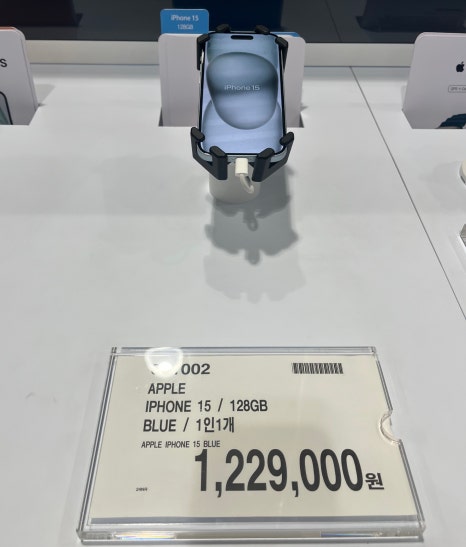 iPhone 15
128GB
iPhone 15
002
APPLE
IPHONE 15 / 128GB
BLUE / 1인1개
APPLE IPHONE 15 BLUE
1,229,000원